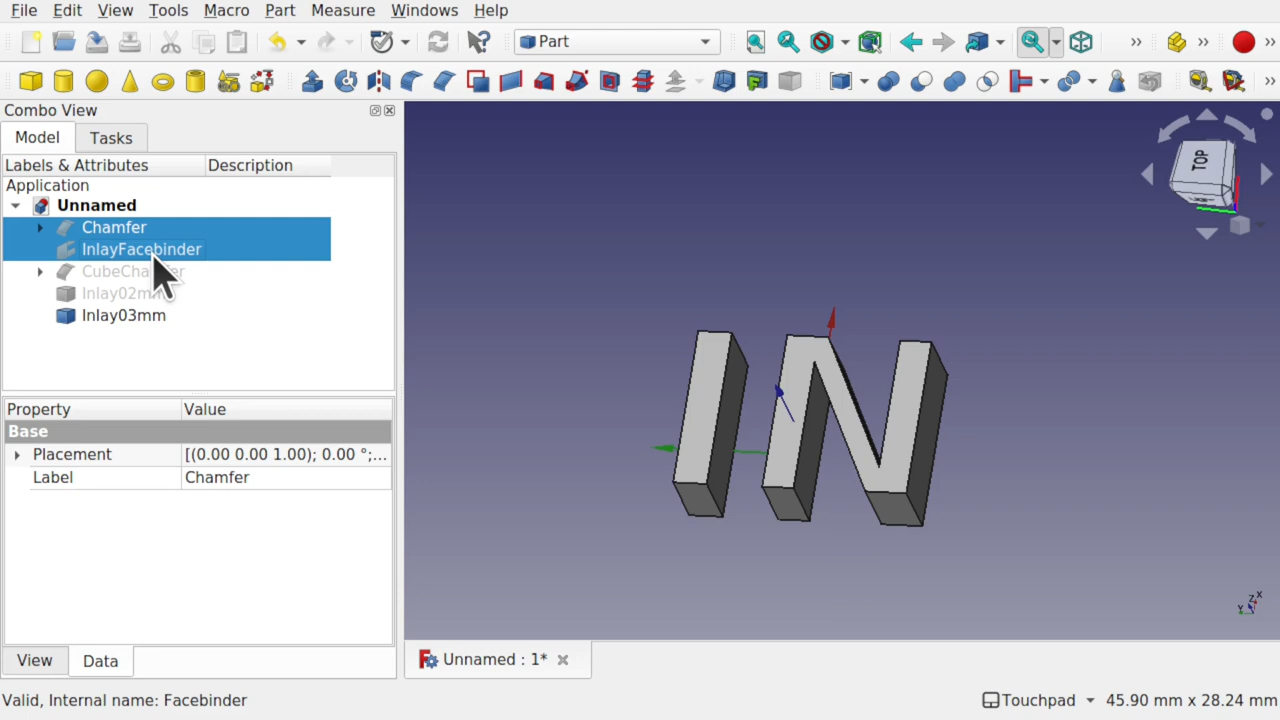 File Edit View Tools Macro Part Measure Windows Help
Part
Combo View
Model Tasks
Labels & Attributes Description
Application
Unnamed
Chamfer
InlayFacebinder
Inlay03mm
Property Value
Base
Placement [(0.00 0.00 1.00); 0.00 °;...
Label Chamfer
View Data
TOP
IN
X
Z
Y
Unnamed : 1*
Valid, Internal name: Facebinder
Touchpad 45.90 mm x 28.24 mm